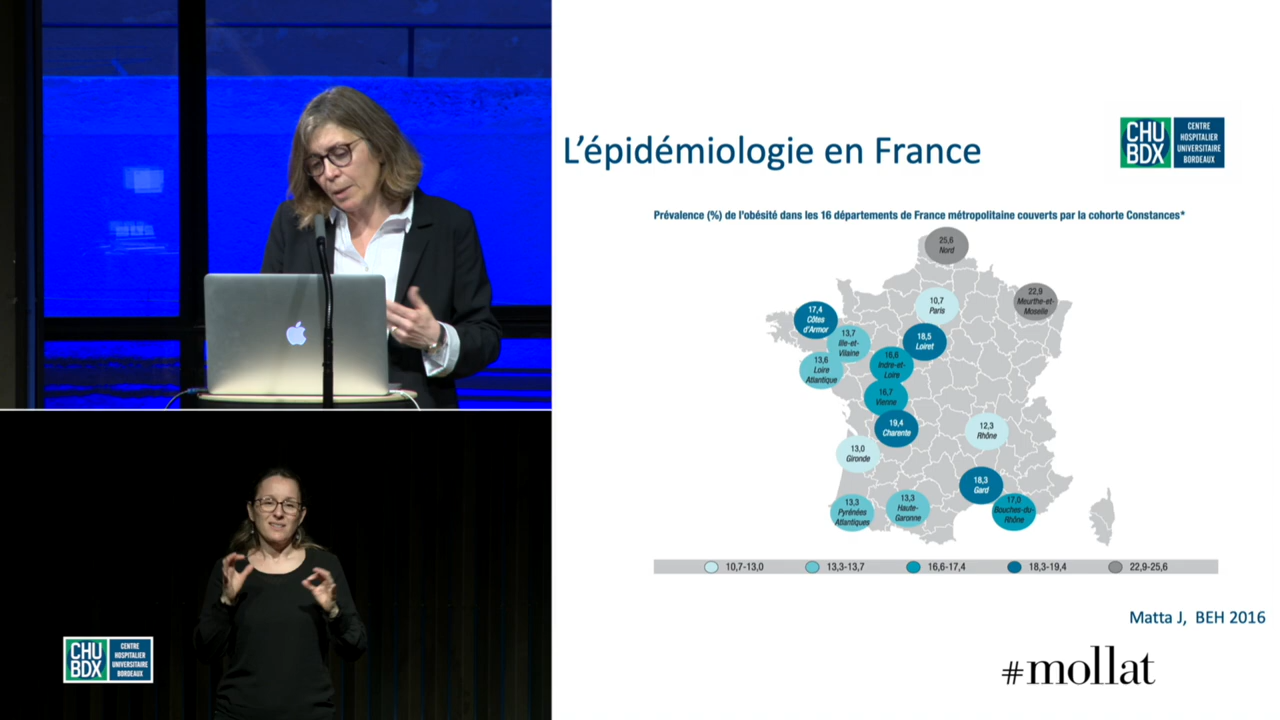 L'épidémiologie en France
CHU
BDX
CENTRE
HOSPITALIER
UNIVERSITAIRE
BORDEAUX
Prévalence (%) de l'obésité dans les 16 départements de France métropolitaine couverts par la cohorte Constances*
25,6
Nord
22,9
Meurthe-et-
Moselle
10,7
Paris
17,4
Côtes
d'Armor
13,7
Ille-et-
Vilaine
18,5
Loiret
13,6
Loire
Atlantique
16,6
Indre-et-
Loire
16,7
Vienne
19,4
Charente
12,3
Rhône
13,0
Gironde
18,3
Gard
13,3
Pyrénées
Atlantiques
13,3
Haute-
Garonne
17,0
Bouches-du-
Rhône
10,7-13,0
13,3-13,7
16,6-17,4
18,3-19,4
22,9-25,6
Matta J, BEH 2016
#mollat
CHU
BDX
CENTRE
HOSPITALIER
UNIVERSITAIRE
BORDEAUX